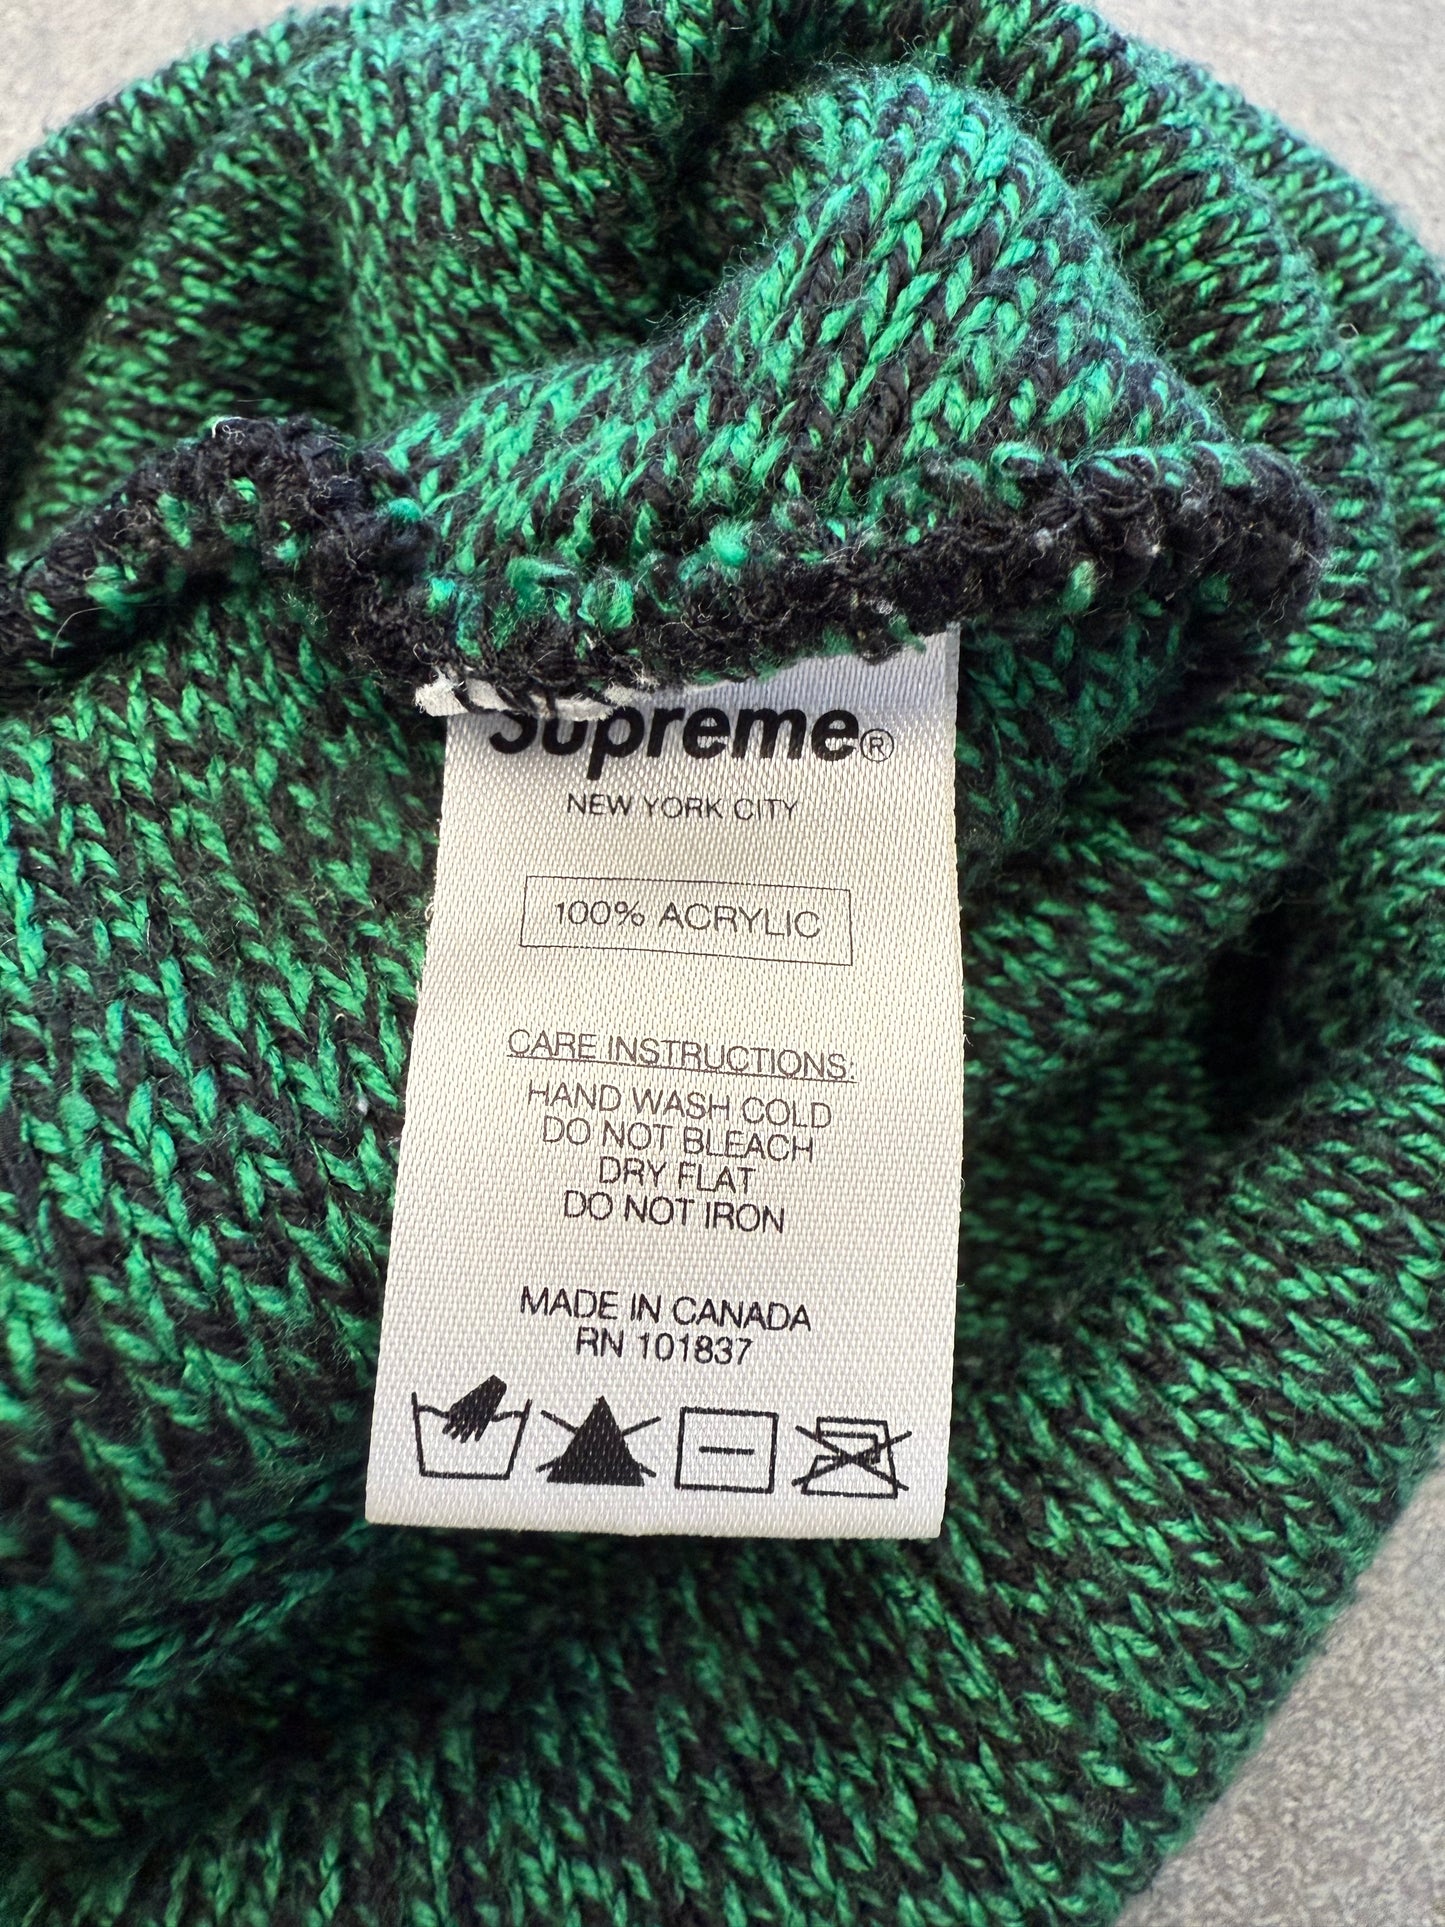 Supreme®
NEW YORK CITY
100% ACRYLIC
CARE INSTRUCTIONS:
HAND WASH COLD
DO NOT BLEACH
DRY FLAT
DO NOT IRON
MADE IN CANADA
RN 101837